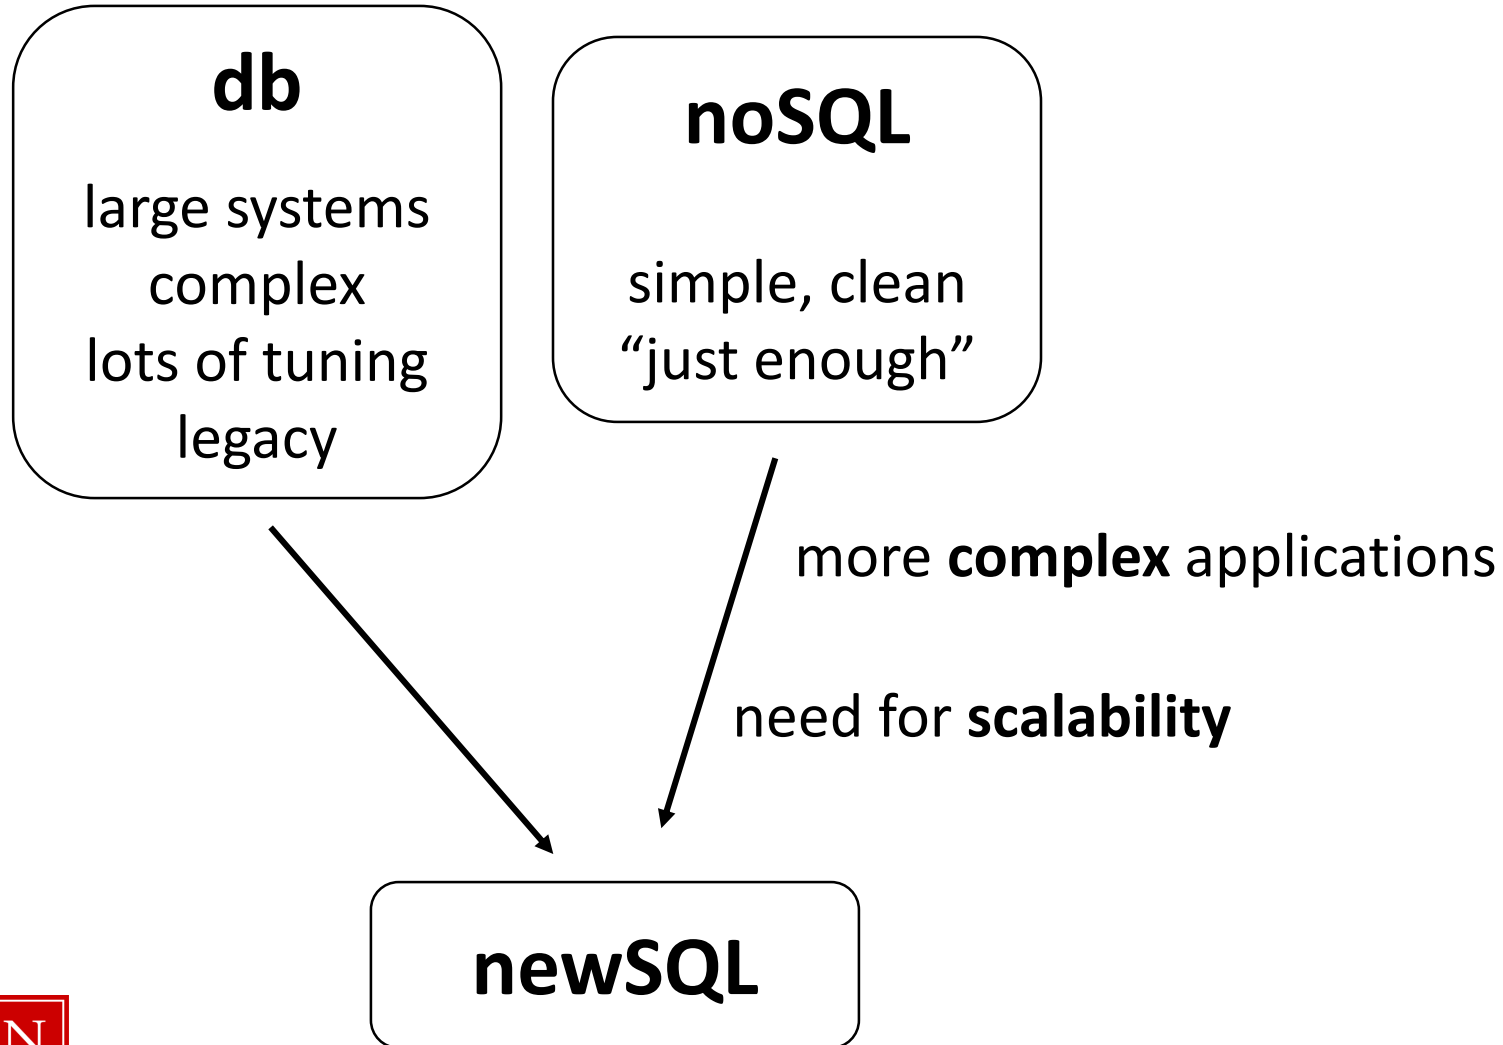 db
large systems
complex
lots of tuning
legacy
noSQL
simple, clean
“just enough”
more complex applications
need for scalability
newSQL
N